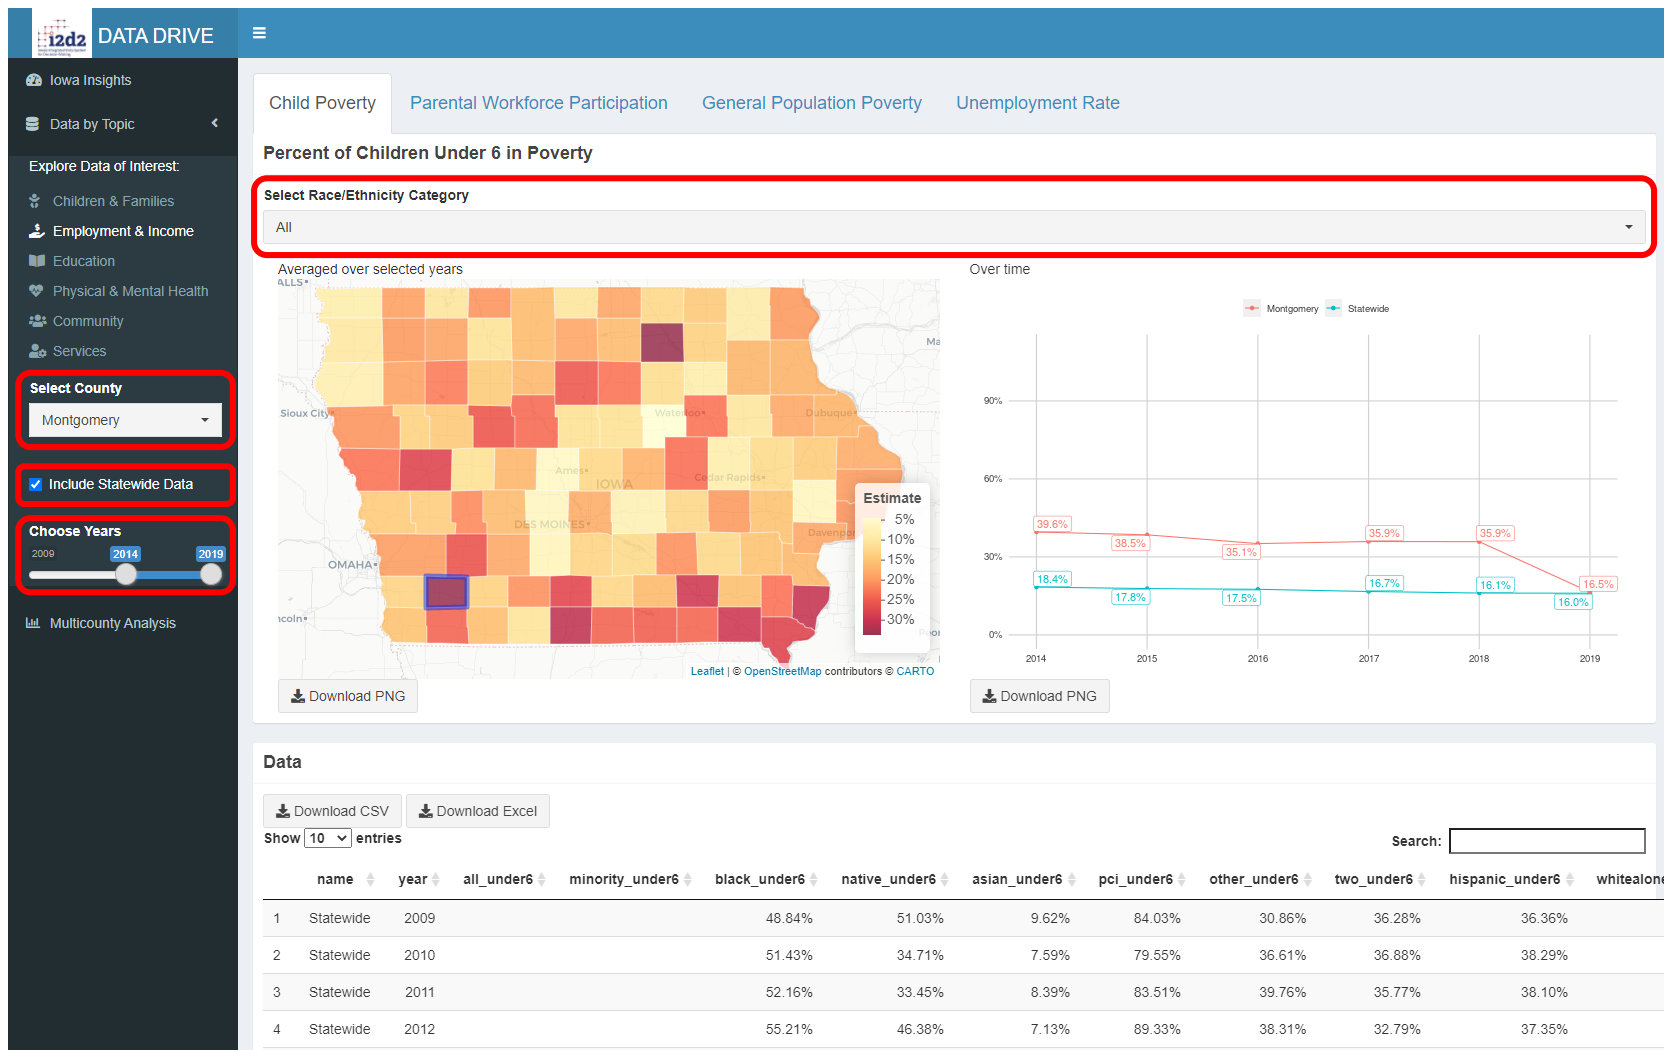 i2d2 DATA DRIVE
Iowa Insights
Data by Topic
Explore Data of Interest:
Children & Families
Employment & Income
Education
Physical & Mental Health
Community
Services
Select County
Montgomery
Include Statewide Data
Choose Years
2009 2014 2019
Multicounty Analysis
Child Poverty Parental Workforce Participation General Population Poverty Unemployment Rate
Percent of Children Under 6 in Poverty
Select Race/Ethnicity Category
All
Averaged over selected years
ALLS
Sioux City
Waterloo
Dubuque
Ma
Ames
IOWA
Cedar Rapids
DES MOINES
Davenpor
OMAHA
ncoln
Peor
Estimate
5%
10%
15%
20%
25%
30%
Leaflet | © OpenStreetMap contributors © CARTO
Download PNG
Over time
Montgomery Statewide
90%
60%
30%
0%
39.6% 38.5% 35.1% 35.9% 35.9% 16.5%
18.4% 17.8% 17.5% 16.7% 16.1% 16.0%
2014 2015 2016 2017 2018 2019
Download PNG
Data
Download CSV Download Excel
Show 10 entries
Search:
name year all_under6 minority_under6 black_under6 native_under6 asian_under6 pci_under6 other_under6 two_under6 hispanic_under6 whitealone
1 Statewide 2009 48.84% 51.03% 9.62% 84.03% 30.86% 36.28% 36.36%
2 Statewide 2010 51.43% 34.71% 7.59% 79.55% 36.61% 36.88% 38.29%
3 Statewide 2011 52.16% 33.45% 8.39% 83.51% 39.76% 35.77% 38.10%
4 Statewide 2012 55.21% 46.38% 7.13% 89.33% 38.31% 32.79% 37.35%